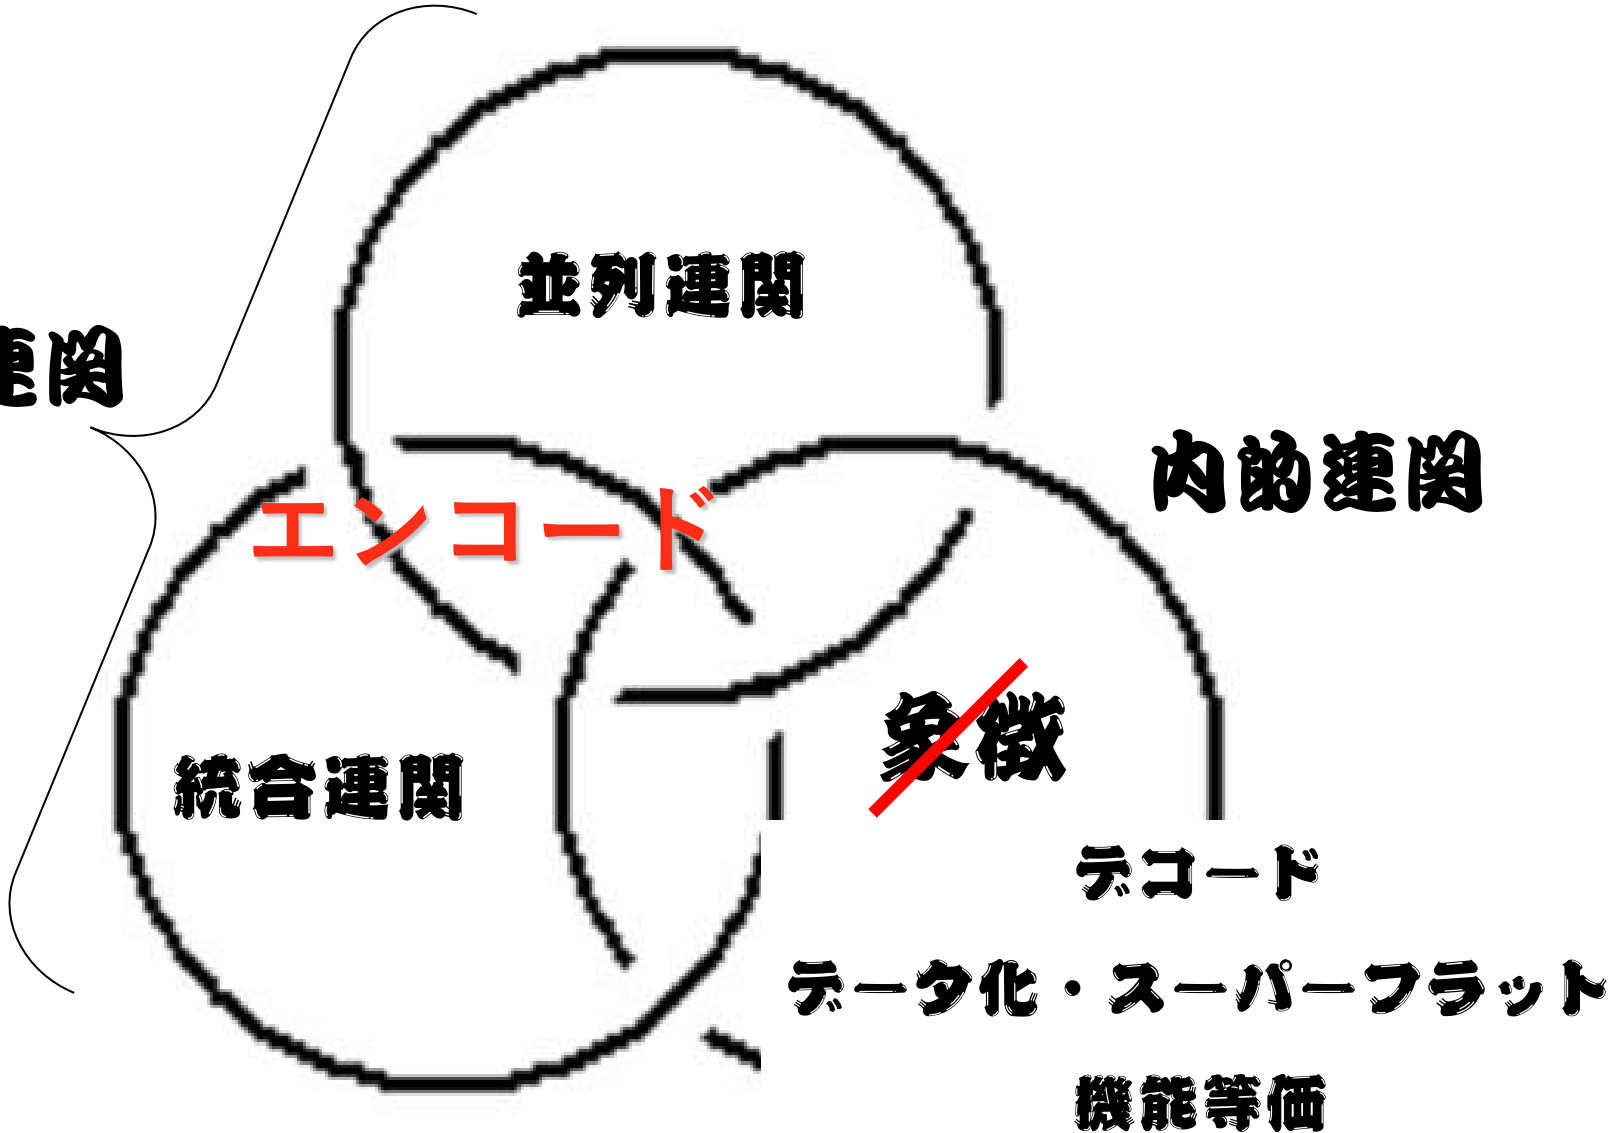 並列連関
連関
内的連関
エンコード
象徴
統合連関
デコード
データ化・スーパーフラット
機能等価